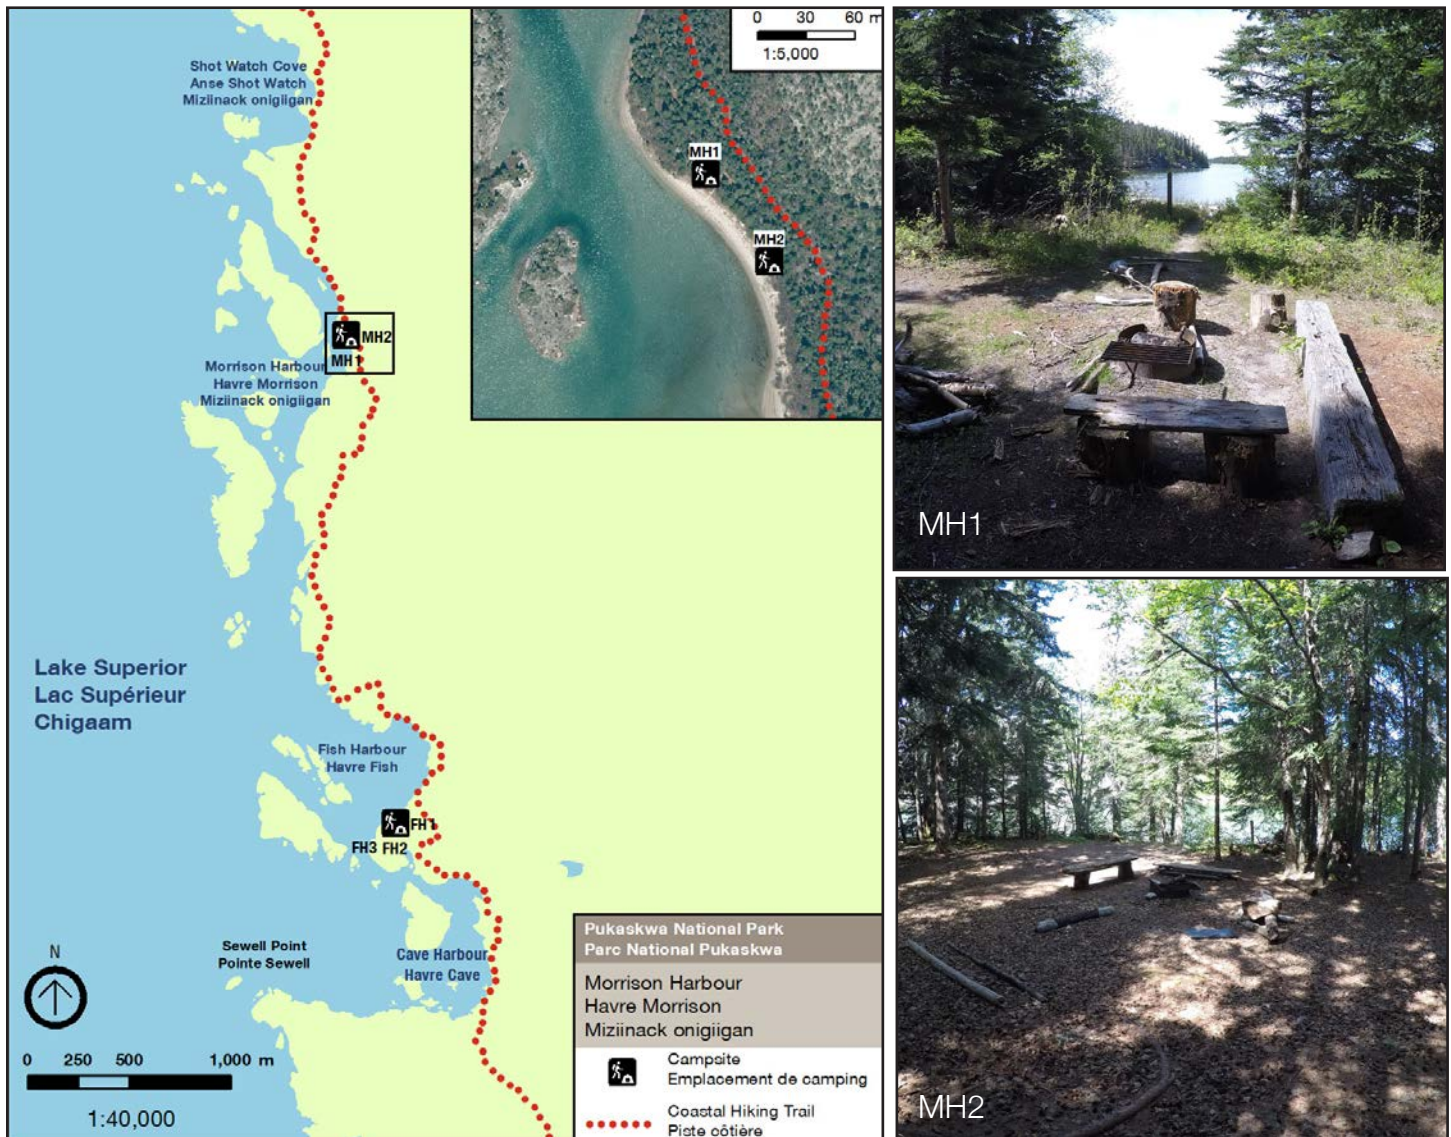 Shot Watch Cove
Anse Shot Watch
Miziinack onigiigan
0 30 60 m
1:5,000
MH1
MH2
MH2
MH1
Morrison Harbour
Havre Morrison
Miziinack onigiigan
Lake Superior
Lac Supérieur
Chigaam
Fish Harbour
Havre Fish
FH1
FH3 FH2
Sewell Point
Pointe Sewell
Cave Harbour
Havre Cave
N
0 250 500 1,000 m
1:40,000
Pukaskwa National Park
Parc National Pukaskwa
Morrison Harbour
Havre Morrison
Miziinack onigiigan
Campsite
Emplacement de camping
Coastal Hiking Trail
Piste côtière
MH1
MH2